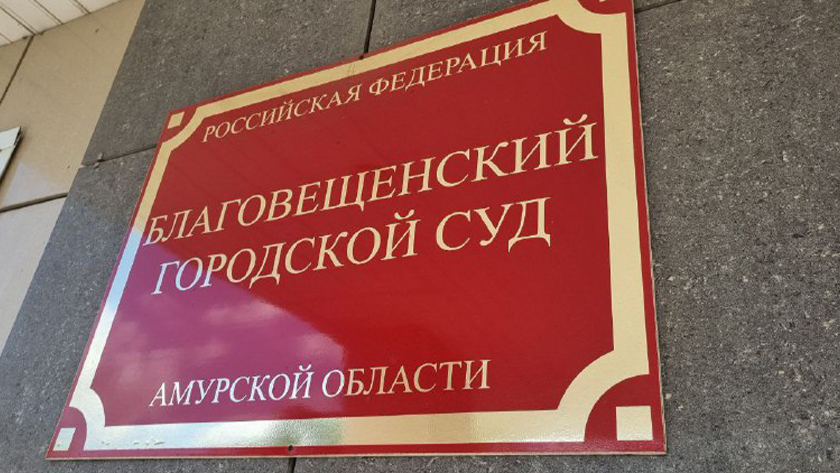 РОССИЙСКАЯ ФЕДЕРАЦИЯ
БЛАГОВЕЩЕНСКИЙ
ГОРОДСКОЙ СУД
АМУРСКОЙ ОБЛАСТИ